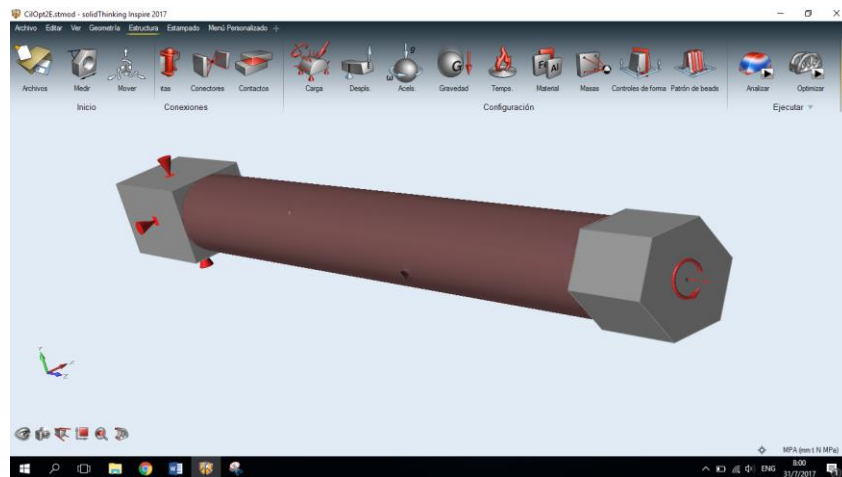 CilOpt2E.stmod - solidThinking Inspire 2017
Archivo Editar Ver Geometría Estructura Estampado Menú Personalizado +
Archivos Medir Mover itas Conectores Contactos Carga Despls. Acels. Gravedad Temps. Material Masas Controles de forma Patrón de beads Analizar Optimizar
Inicio Conexiones Configuración Ejecutar
MPA (mm t N MPa)
ENG 8:00
31/7/2017